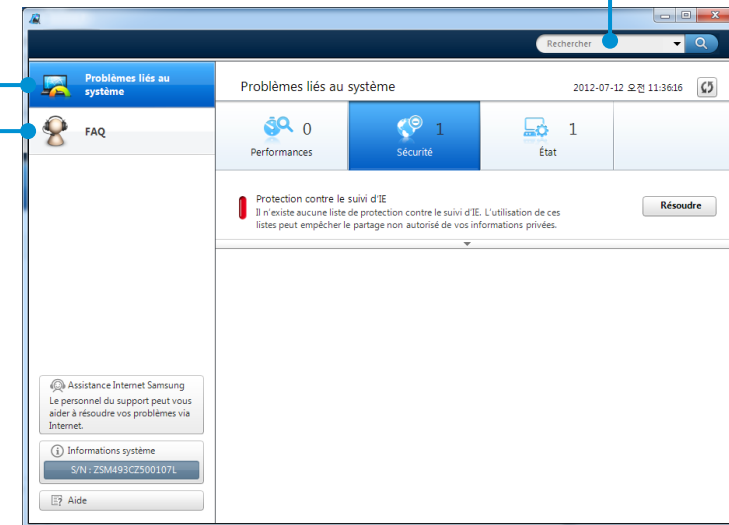 Rechercher
Problèmes liés au
système
FAQ
Problèmes liés au système
2012-07-12 오전 11:36:16
0
Performances
1
Sécurité
1
État
Protection contre le suivi d'IE
Il n'existe aucune liste de protection contre le suivi d'IE. L'utilisation de ces
listes peut empêcher le partage non autorisé de vos informations privées.
Résoudre
Assistance Internet Samsung
Le personnel du support peut vous
aider à résoudre vos problèmes via
Internet.
Informations système
S/N : ZSM493CZ500107L
Aide